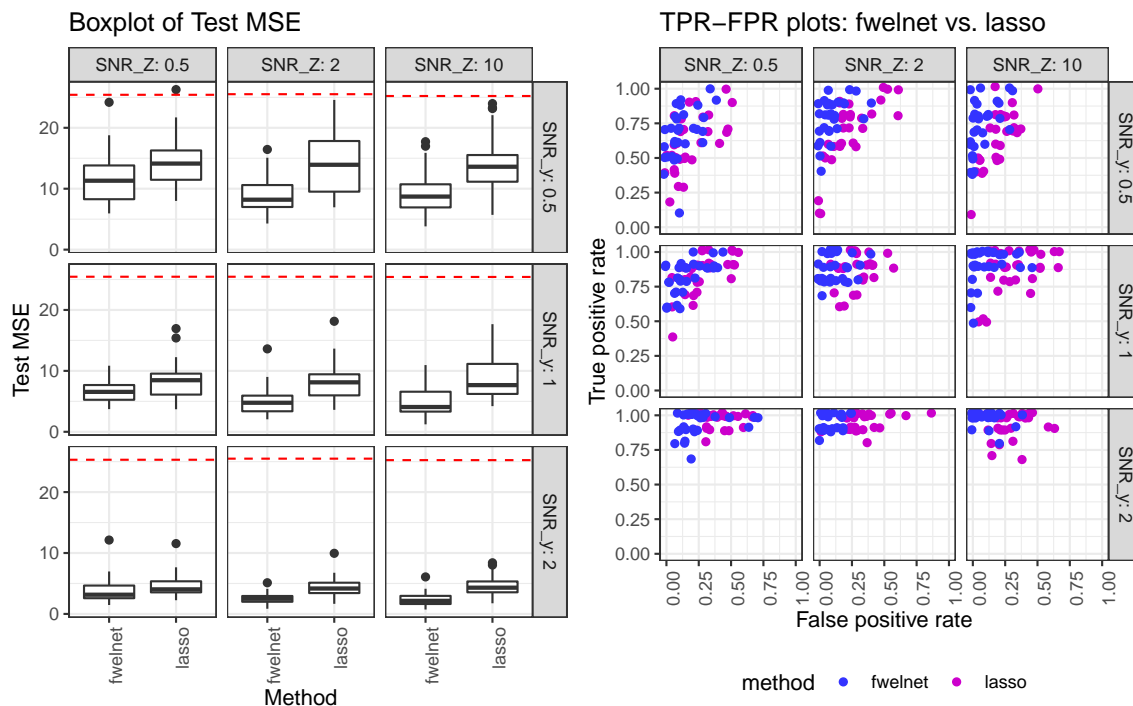 Boxplot of Test MSE
SNR_Z: 0.5
SNR_Z: 2
SNR_Z: 10
20
10
0
SNR_y: 0.5
20
10
0
SNR_y: 1
20
10
0
SNR_y: 2
Test MSE
fwelnet
lasso
fwelnet
lasso
fwelnet
lasso
Method
TPR−FPR plots: fwelnet vs. lasso
SNR_Z: 0.5
SNR_Z: 2
SNR_Z: 10
1.00
0.75
0.50
0.25
0.00
SNR_y: 0.5
1.00
0.75
0.50
0.25
0.00
SNR_y: 1
1.00
0.75
0.50
0.25
0.00
SNR_y: 2
True positive rate
0.00
0.25
0.50
0.75
1.00
0.00
0.25
0.50
0.75
1.00
0.00
0.25
0.50
0.75
1.00
False positive rate
method fwelnet lasso